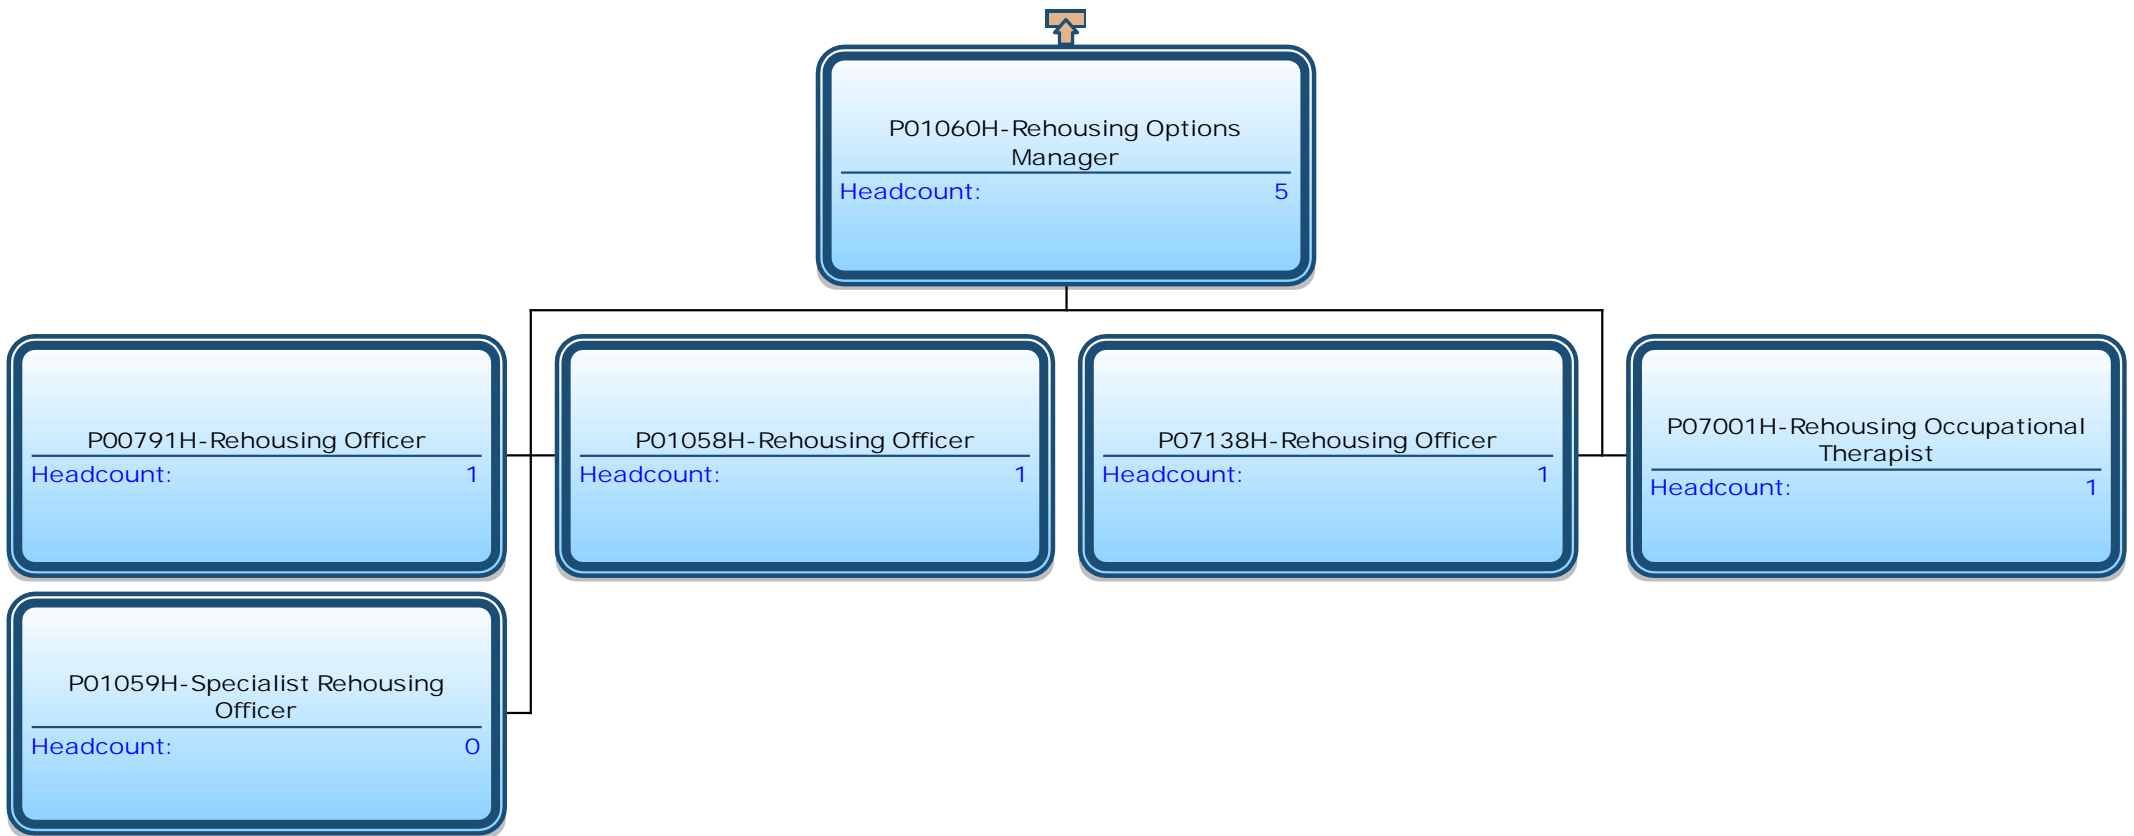 P01060H-Rehousing Options
Manager
Headcount: 5
P00791H-Rehousing Officer
Headcount: 1
P01058H-Rehousing Officer
Headcount: 1
P07138H-Rehousing Officer
Headcount: 1
P07001H-Rehousing Occupational
Therapist
Headcount: 1
P01059H-Specialist Rehousing
Officer
Headcount: 0